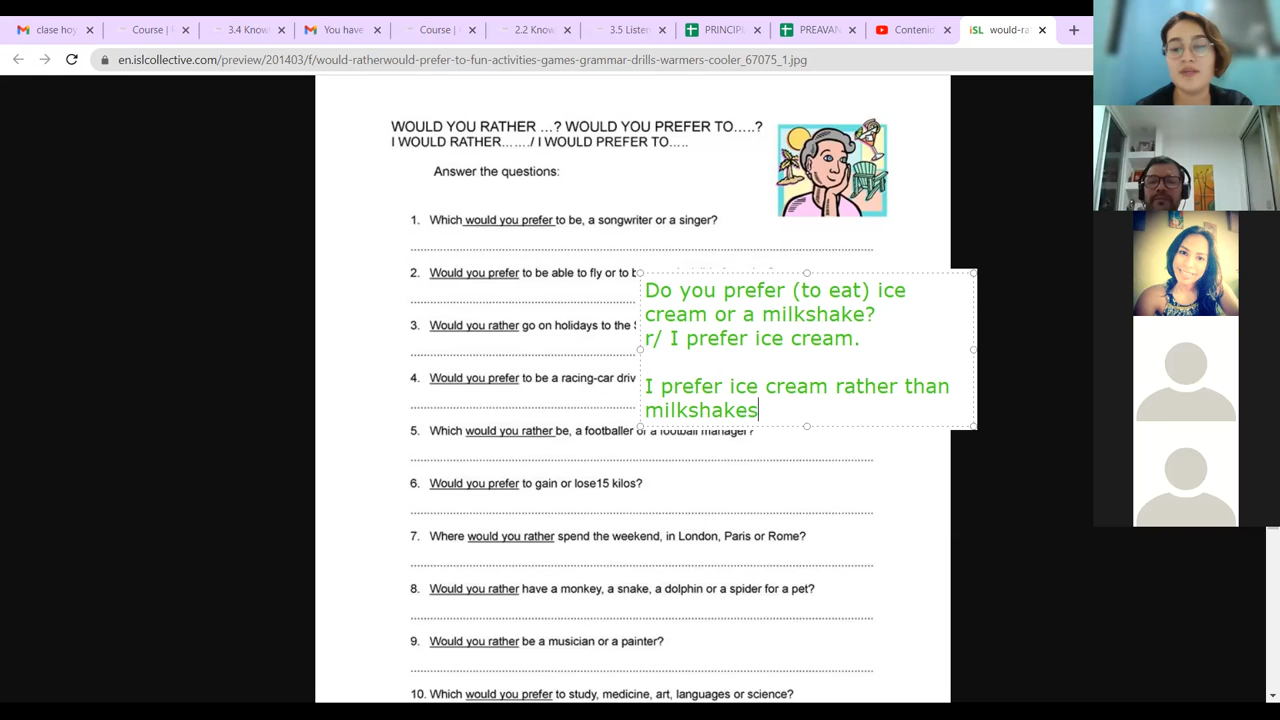 clase hoy
Course |
3.4 Know
You have
Course |
2.2 Know
3.5 Listen
PRINCIPI
PREAVAN
Contenid
iSL would-ra
en.islcollective.com/preview/201403/f/would-ratherwould-prefer-to-fun-activities-games-grammar-drills-warmers-cooler_67075_1.jpg
WOULD YOU RATHER ...? WOULD YOU PREFER TO.....?
I WOULD RATHER……./ I WOULD PREFER TO…..
Answer the questions:
1. Which would you prefer to be, a songwriter or a singer?
2. Would you prefer to be able to fly or to
3. Would you rather go on holidays to the
4. Would you prefer to be a racing-car driv
Do you prefer (to eat) ice
cream or a milkshake?
r/ I prefer ice cream.
I prefer ice cream rather than
milkshakes
5. Which would you rather be, a footballer or a football manager?
6. Would you prefer to gain or lose15 kilos?
7. Where would you rather spend the weekend, in London, Paris or Rome?
8. Would you rather have a monkey, a snake, a dolphin or a spider for a pet?
9. Would you rather be a musician or a painter?
10. Which would you prefer to study, medicine, art, languages or science?